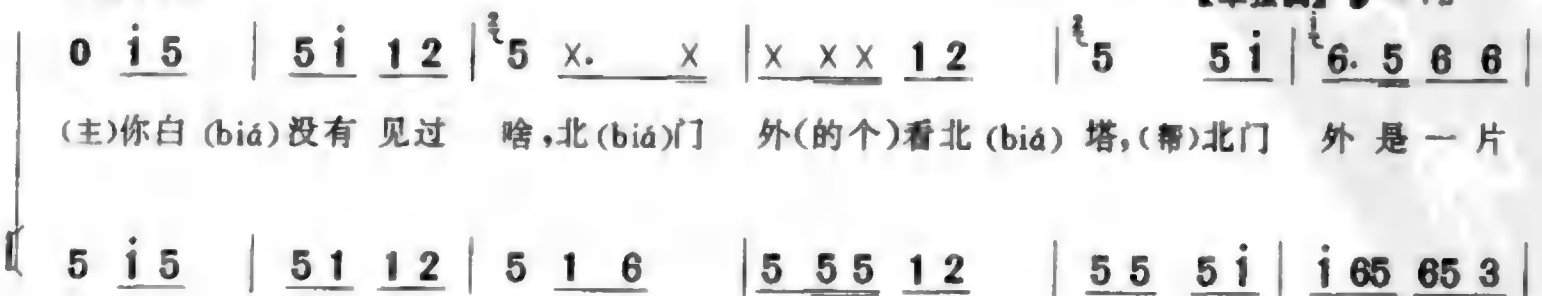 0 i̇ 5 | 5 i̇ 1 2 | ²5 X. X | X X X 1 2 | ²5 5 i̇ | i̇6. 5 6 6 |
(主)你白(biá)没有 见过 啥,北(biá)门 外(的个)看北(biá)塔,(帮)北门 外 是 一 片
5 i̇ 5 | 5 1 1 2 | 5 1 6 | 5 5 5 1 2 | 5 5 5 i̇ | i̇ 65 65 3 |